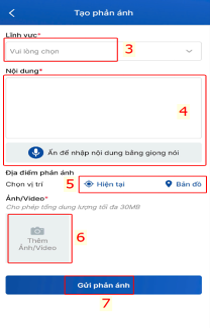 Tạo phản ánh
Lĩnh vực*
Vui lòng chọn
3
Nội dung*
4
Ấn để nhập nội dung bằng giọng nói
Địa điểm phản ánh
Chọn vị trí
5
Hiện tại
Bản đồ
Ảnh/Video*
Cho phép tổng dung lượng tối đa 30MB
Thêm
Ảnh/Video
6
Gửi phản ánh
7